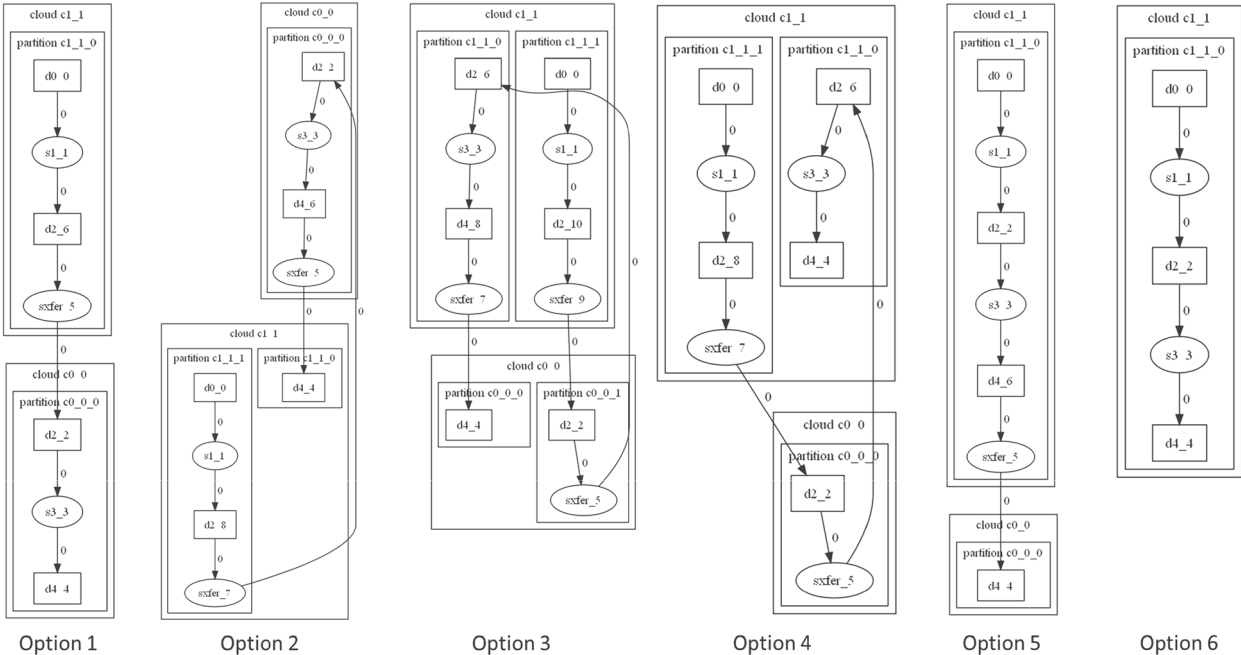 cloud c1_1
partition c1_1_0
d0_0
0
s1_1
0
d2_6
0
sxfer_5
0
cloud c0_0
partition c0_0_0
d2_2
0
s3_3
0
d4_4
Option 1
cloud c0_0
partition c0_0_0
d2_2
0
s3_3
0
d4_6
0
sxfer_5
0
0
cloud c1_1
partition c1_1_1
partition c1_1_0
d0_0
d4_4
0
s1_1
0
d2_8
0
sxfer_7
Option 2
cloud c1_1
partition c1_1_0
partition c1_1_1
d2_6
d0_0
0
0
s3_3
s1_1
0
0
d4_8
d2_10
0
0
0
sxfer_7
sxfer_9
0
0
cloud c0_0
partition c0_0_0
partition c0_0_1
d4_4
d2_2
0
sxfer_5
Option 3
cloud c1_1
partition c1_1_1
partition c1_1_0
d0_0
d2_6
0
0
s1_1
s3_3
0
0
d2_8
d4_4
0
0
sxfer_7
0
cloud c0_0
partition c0_0_0
d2_2
0
sxfer_5
Option 4
cloud c1_1
partition c1_1_0
d0_0
0
s1_1
0
d2_2
0
s3_3
0
d4_6
0
sxfer_5
0
cloud c0_0
partition c0_0_0
d4_4
Option 5
cloud c1_1
partition c1_1_0
d0_0
0
s1_1
0
d2_2
0
s3_3
0
d4_4
Option 6